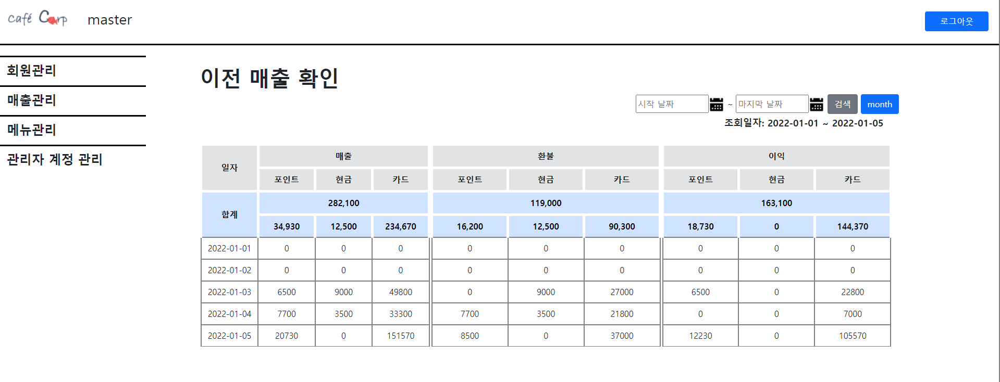 café Carp master 로그아웃
회원관리
매출관리
메뉴관리
관리자 계정 관리
이전 매출 확인
시작 날짜 ~ 마지막 날짜 검색 month
조회일자: 2022-01-01 ~ 2022-01-05
일자 매출 환불 이익
포인트 현금 카드 포인트 현금 카드 포인트 현금 카드
합계 282,100 119,000 163,100
34,930 12,500 234,670 16,200 12,500 90,300 18,730 0 144,370
2022-01-01 0 0 0 0 0 0 0 0 0
2022-01-02 0 0 0 0 0 0 0 0 0
2022-01-03 6500 9000 49800 0 9000 27000 6500 0 22800
2022-01-04 7700 3500 33300 7700 3500 21800 0 0 7000
2022-01-05 20730 0 151570 8500 0 37000 12230 0 105570